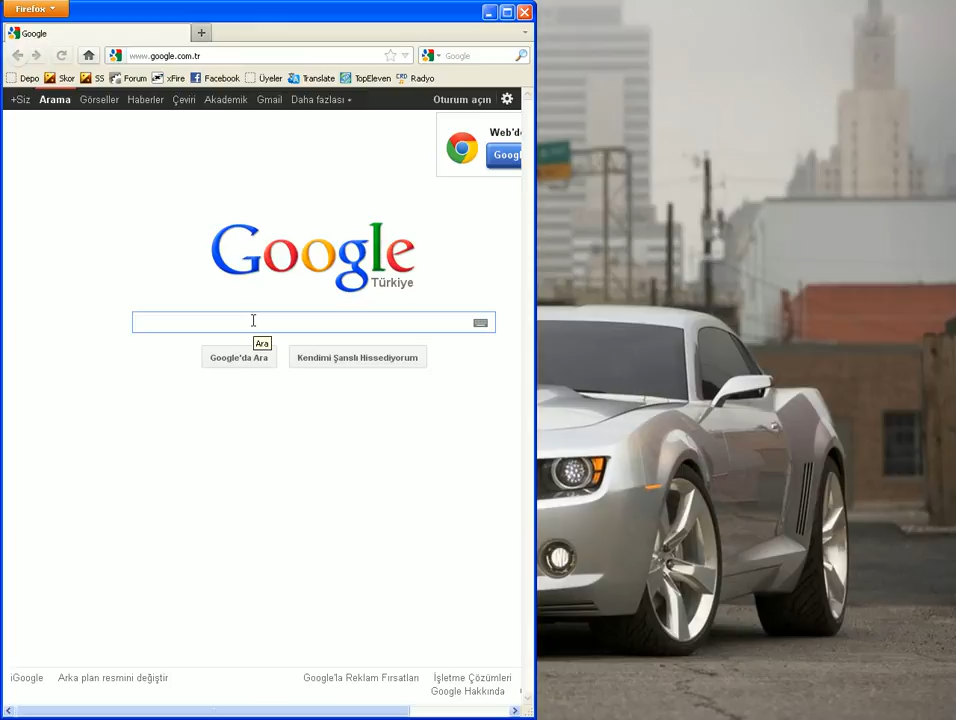 Firefox
Google
www.google.com.tr
Google
Depo Skor SS Forum xFire Facebook Üyeler Translate TopEleven Radyo
+Siz Arama Görseller Haberler Çeviri Akademik Gmail Daha fazlası Oturum açın
Web'de
Googl
Google
Türkiye
Ara
Google'da Ara Kendimi Şanslı Hissediyorum
iGoogle Arka plan resmini değiştir Google'la Reklam Fırsatları İşletme Çözümleri
Google Hakkında